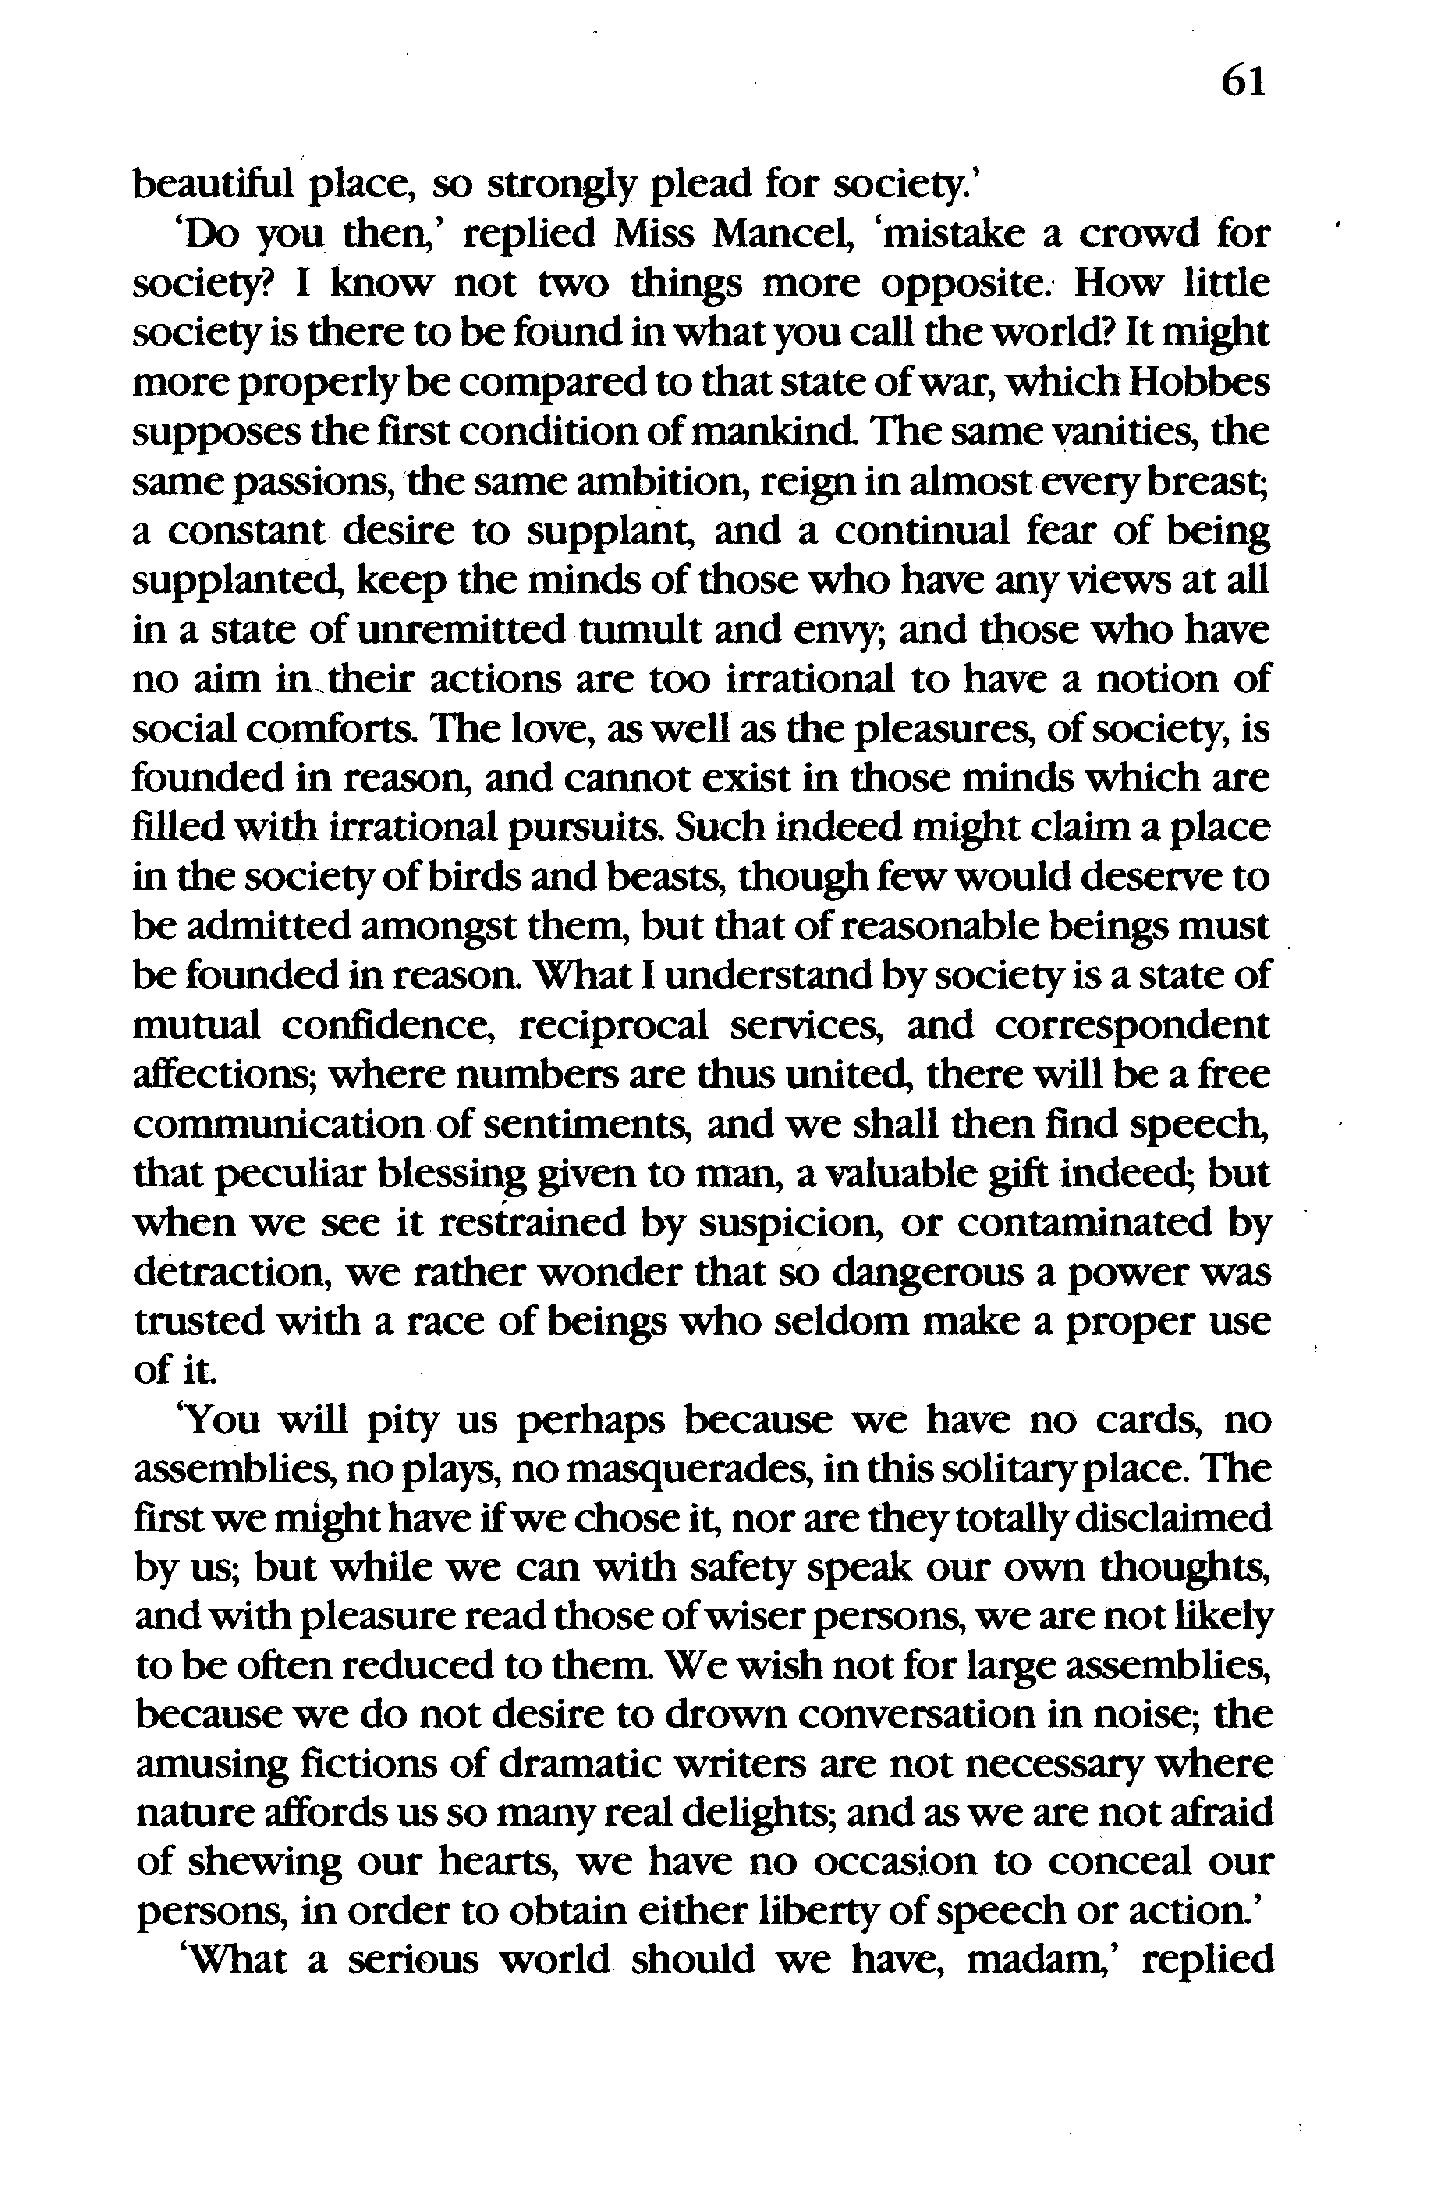 61
beautiful place, so strongly plead for society.’
‘Do you then,’ replied Miss Mancel, ‘mistake a crowd for
society? I know not two things more opposite. How little
society is there to be found in what you call the world? It might
more properly be compared to that state of war, which Hobbes
supposes the first condition of mankind. The same vanities, the
same passions, the same ambition, reign in almost every breast;
a constant desire to supplant, and a continual fear of being
supplanted, keep the minds of those who have any views at all
in a state of unremitted tumult and envy; and those who have
no aim in their actions are too irrational to have a notion of
social comforts. The love, as well as the pleasures, of society, is
founded in reason, and cannot exist in those minds which are
filled with irrational pursuits. Such indeed might claim a place
in the society of birds and beasts, though few would deserve to
be admitted amongst them, but that of reasonable beings must
be founded in reason. What I understand by society is a state of
mutual confidence, reciprocal services, and correspondent
affections; where numbers are thus united, there will be a free
communication of sentiments, and we shall then find speech,
that peculiar blessing given to man, a valuable gift indeed; but
when we see it restrained by suspicion, or contaminated by
detraction, we rather wonder that so dangerous a power was
trusted with a race of beings who seldom make a proper use
of it.
‘You will pity us perhaps because we have no cards, no
assemblies, no plays, no masquerades, in this solitary place. The
first we might have if we chose it, nor are they totally disclaimed
by us; but while we can with safety speak our own thoughts,
and with pleasure read those of wiser persons, we are not likely
to be often reduced to them. We wish not for large assemblies,
because we do not desire to drown conversation in noise; the
amusing fictions of dramatic writers are not necessary where
nature affords us so many real delights; and as we are not afraid
of shewing our hearts, we have no occasion to conceal our
persons, in order to obtain either liberty of speech or action.’
‘What a serious world should we have, madam,’ replied